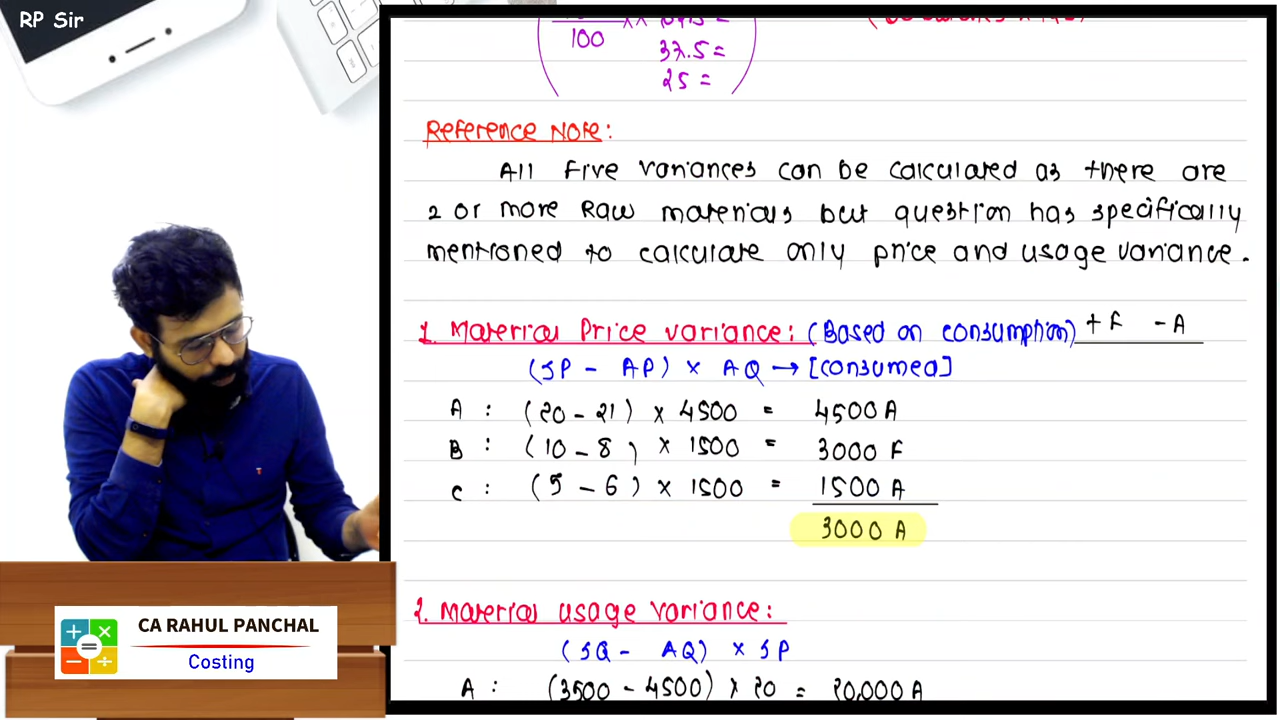 RP Sir
100
37.5 =
25 =
Reference Note:
All five variances can be calculated as there are
2 or more Raw materials but question has specifically
mentioned to calculate only price and usage variance.
1. Material Price variance: (Based on consumption) + F - A
(SP - AP) × AQ → [consumed]
A : (20 - 21) × 4500 = 4500 A
B : (10 - 8) × 1500 = 3000 F
C : (5 - 6) × 1500 = 1500 A
3000 A
2. Material usage variance:
(SQ - AQ) × SP
A : (3500 - 4500) × 20 = 20,000 A
CA RAHUL PANCHAL
Costing